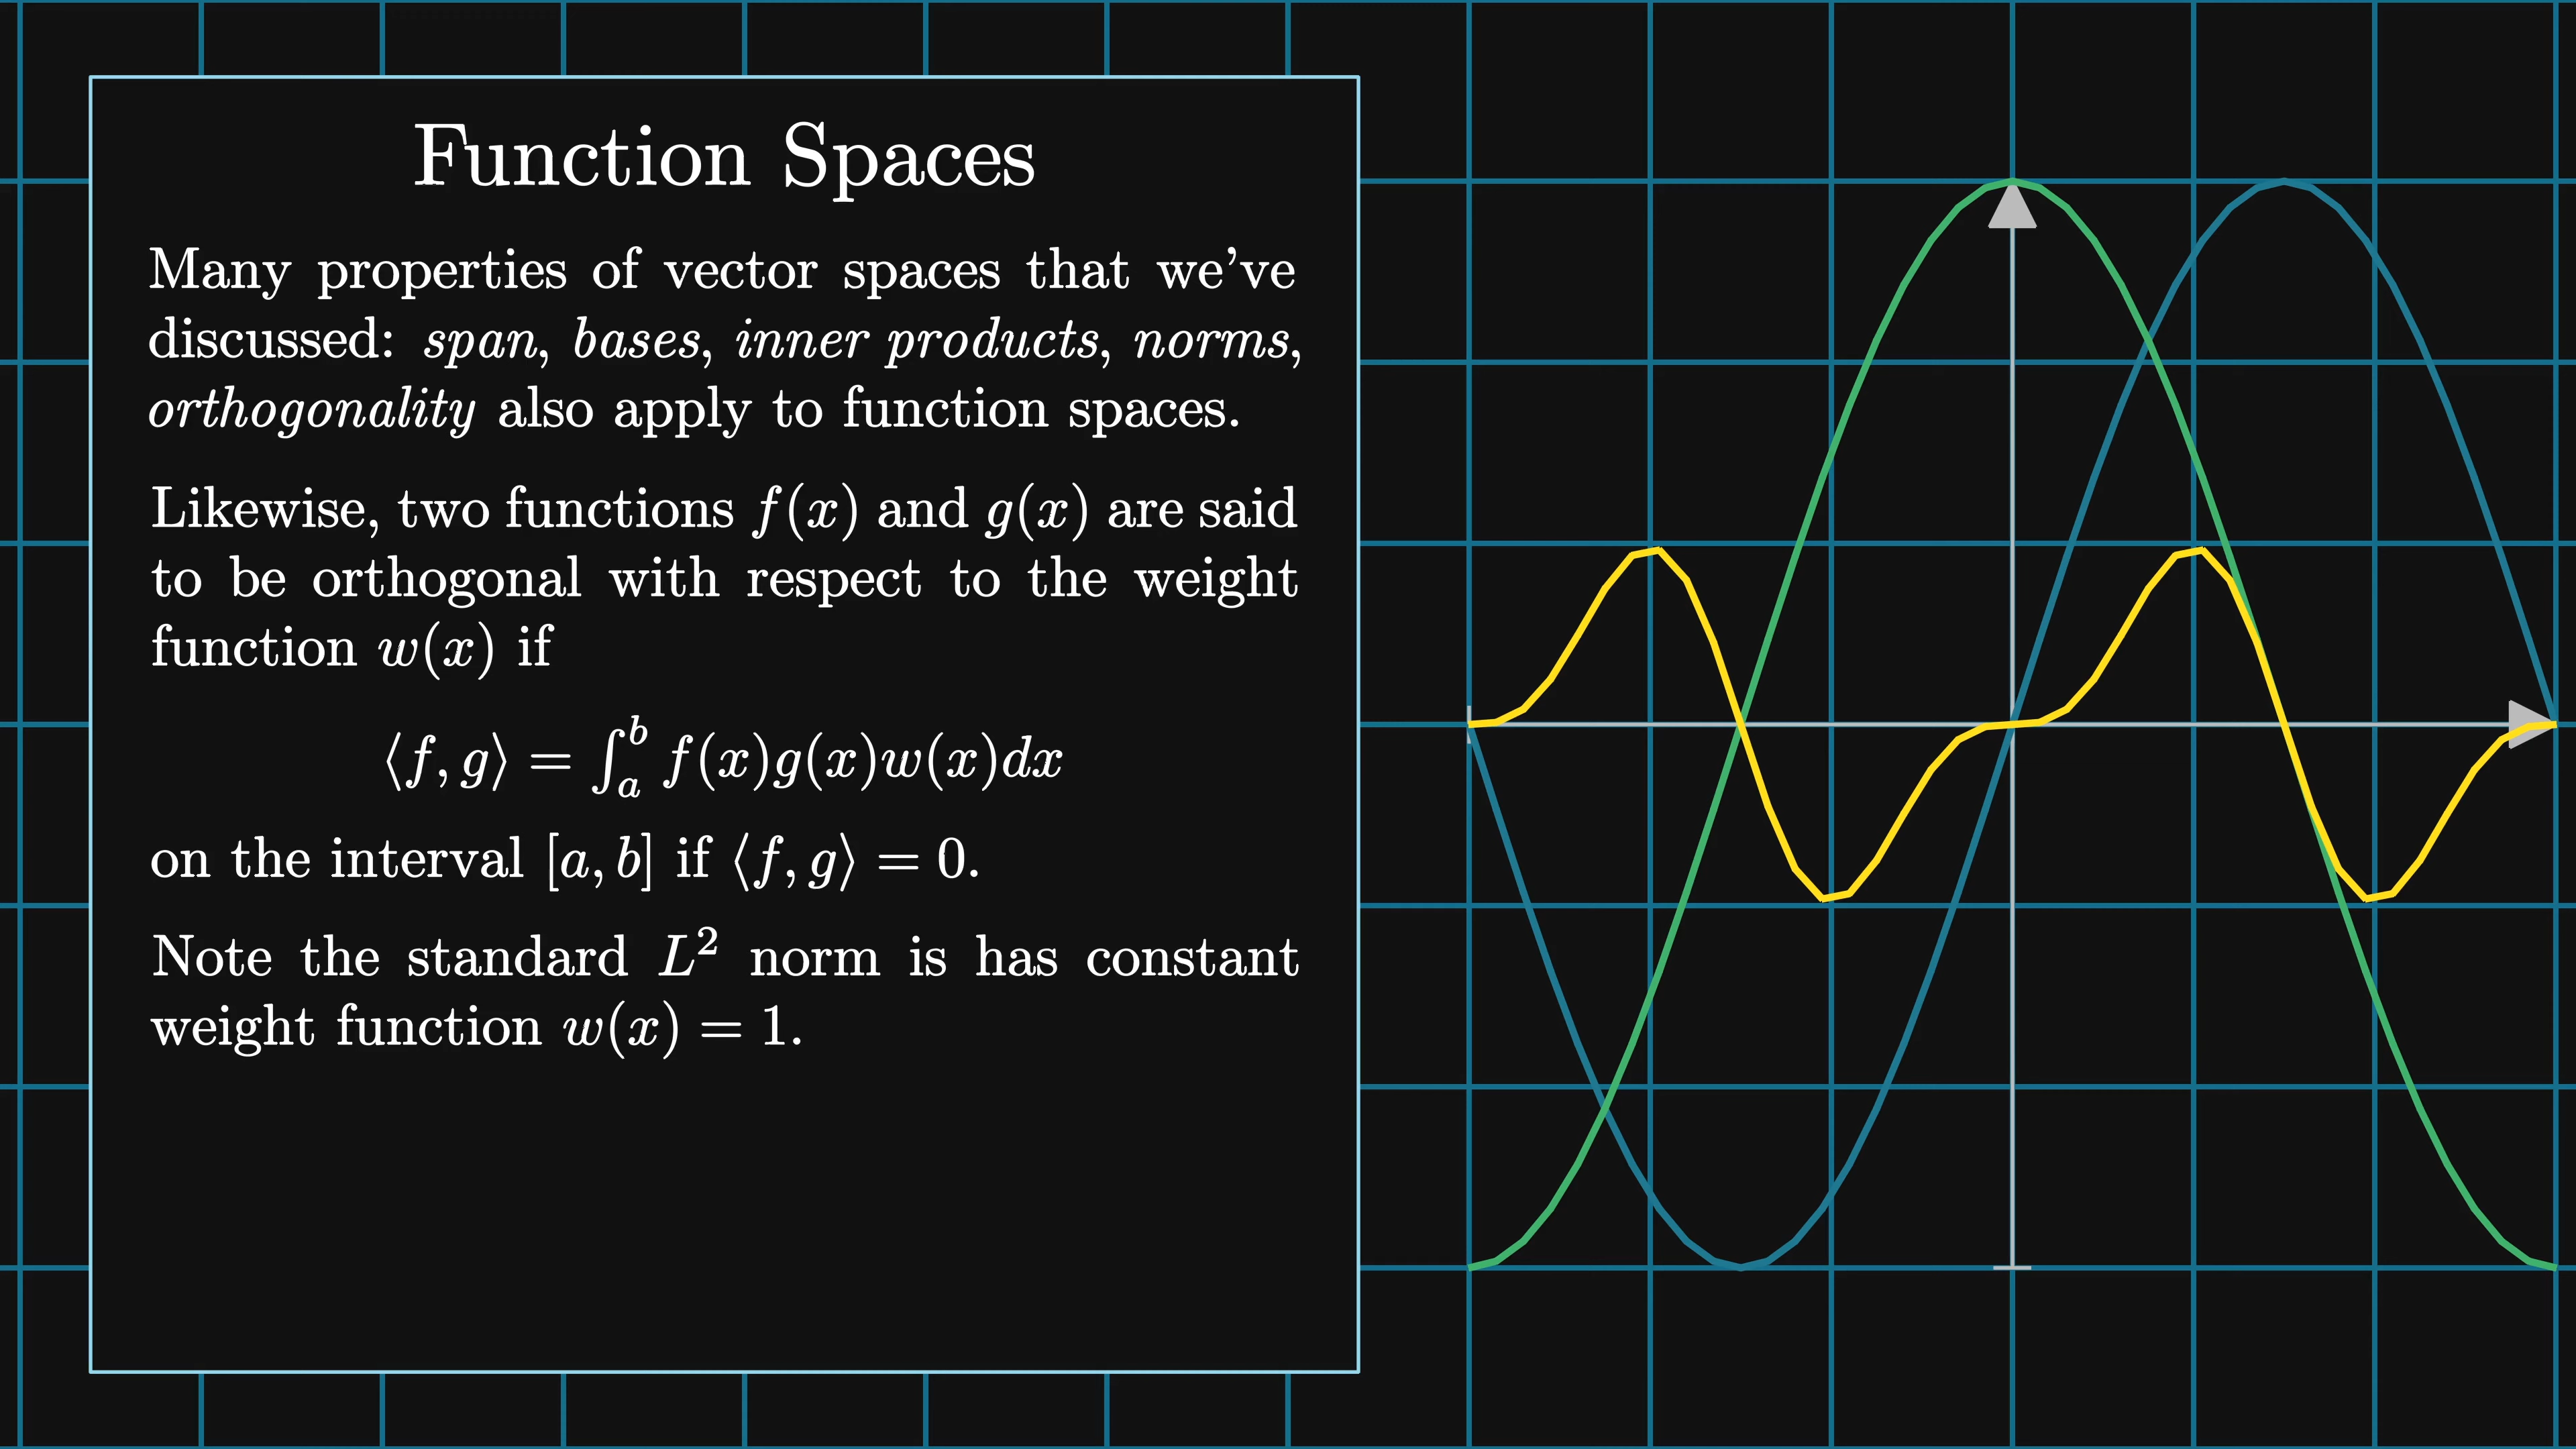 Function Spaces
Many properties of vector spaces that we've
discussed: span, bases, inner products, norms,
orthogonality also apply to function spaces.
Likewise, two functions f(x) and g(x) are said
to be orthogonal with respect to the weight
function w(x) if
⟨f, g⟩ = ∫_a^b f(x)g(x)w(x)dx
on the interval [a, b] if ⟨f, g⟩ = 0.
Note the standard L² norm is has constant
weight function w(x) = 1.